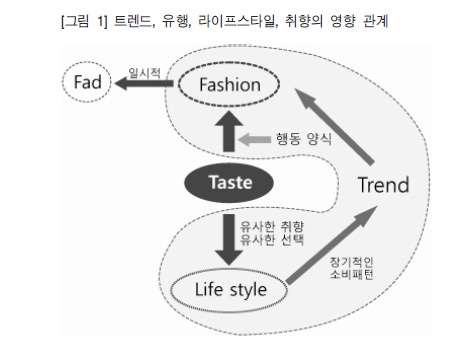 [그림 1] 트렌드, 유행, 라이프스타일, 취향의 영향 관계
Fad
일시적
Fashion
행동 양식
Taste
Trend
유사한 취향
유사한 선택
장기적인
소비패턴
Life style